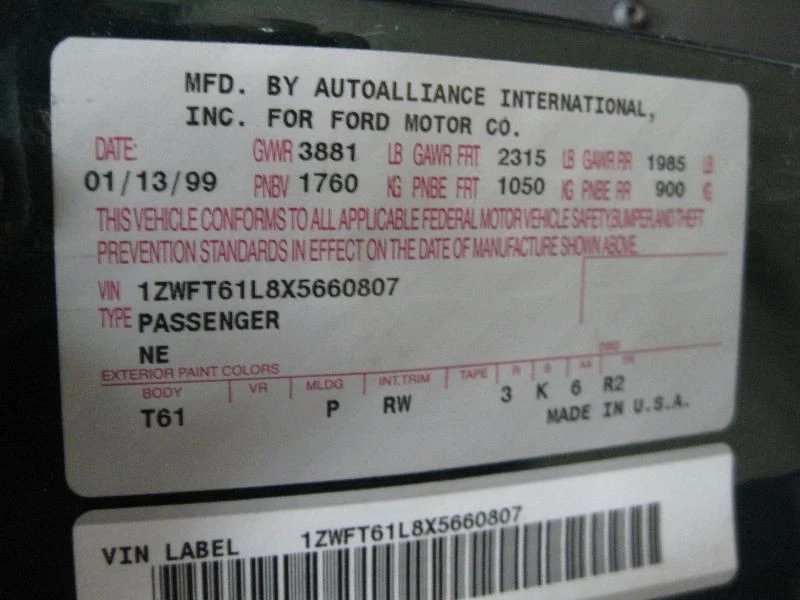 MFD. BY AUTOALLIANCE INTERNATIONAL,
INC. FOR FORD MOTOR CO.
DATE: GVWR 3881 LB GAWR FRT 2315 LB GAWR RR 1985 LB
01/13/99 PNBV 1760 KG PNBE FRT 1050 KG PNBE RR 900 KG
THIS VEHICLE CONFORMS TO ALL APPLICABLE FEDERAL MOTOR VEHICLE SAFETY, BUMPER, AND THEFT
PREVENTION STANDARDS IN EFFECT ON THE DATE OF MANUFACTURE SHOWN ABOVE.
VIN 1ZWFT61L8X5660807
TYPE PASSENGER
NE
EXTERIOR PAINT COLORS DSO
BODY VR MLDG INT.TRIM TAPE R S AX
T61 P RW 3 K 6 R2
MADE IN U.S.A.
VIN LABEL 1ZWFT61L8X5660807